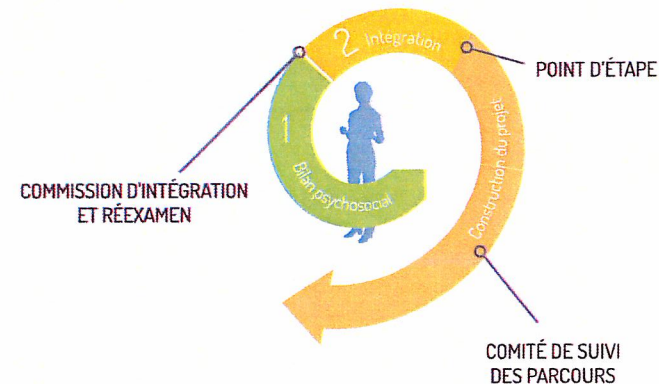 2 Intégration
POINT D'ÉTAPE
1
Bilan psychosocial
Construction du projet
COMMISSION D'INTÉGRATION
ET RÉEXAMEN
COMITÉ DE SUIVI
DES PARCOURS